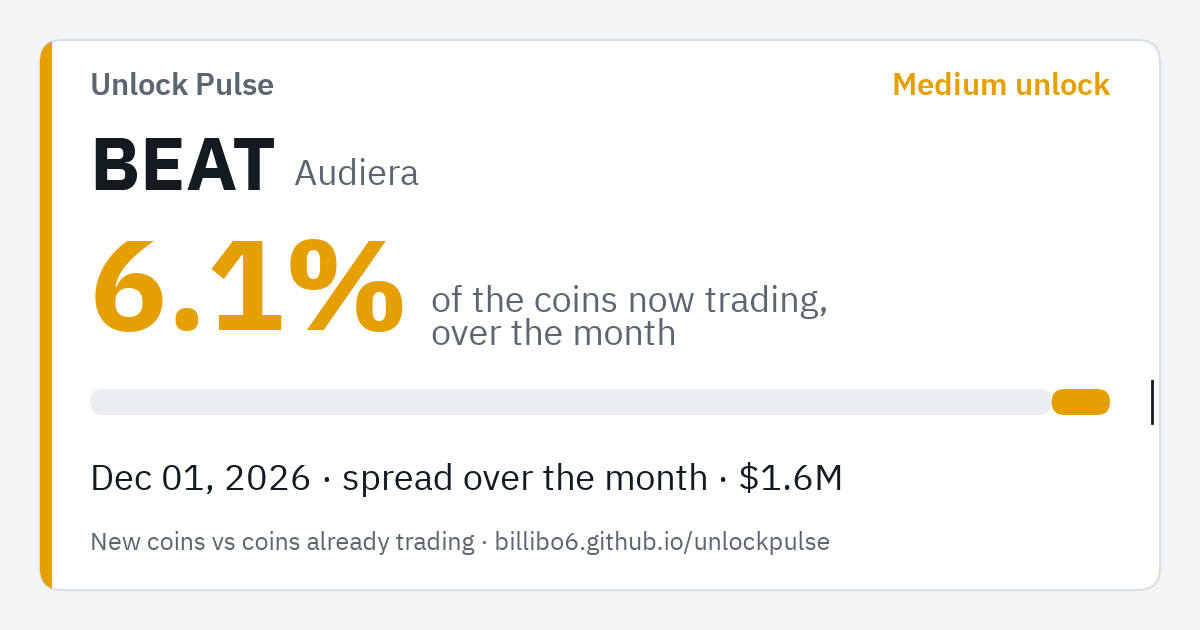 Unlock Pulse
Medium unlock
BEAT Audiera
6.1% of the coins now trading,
over the month
Dec 01, 2026 · spread over the month · $1.6M
New coins vs coins already trading · billibo6.github.io/unlockpulse